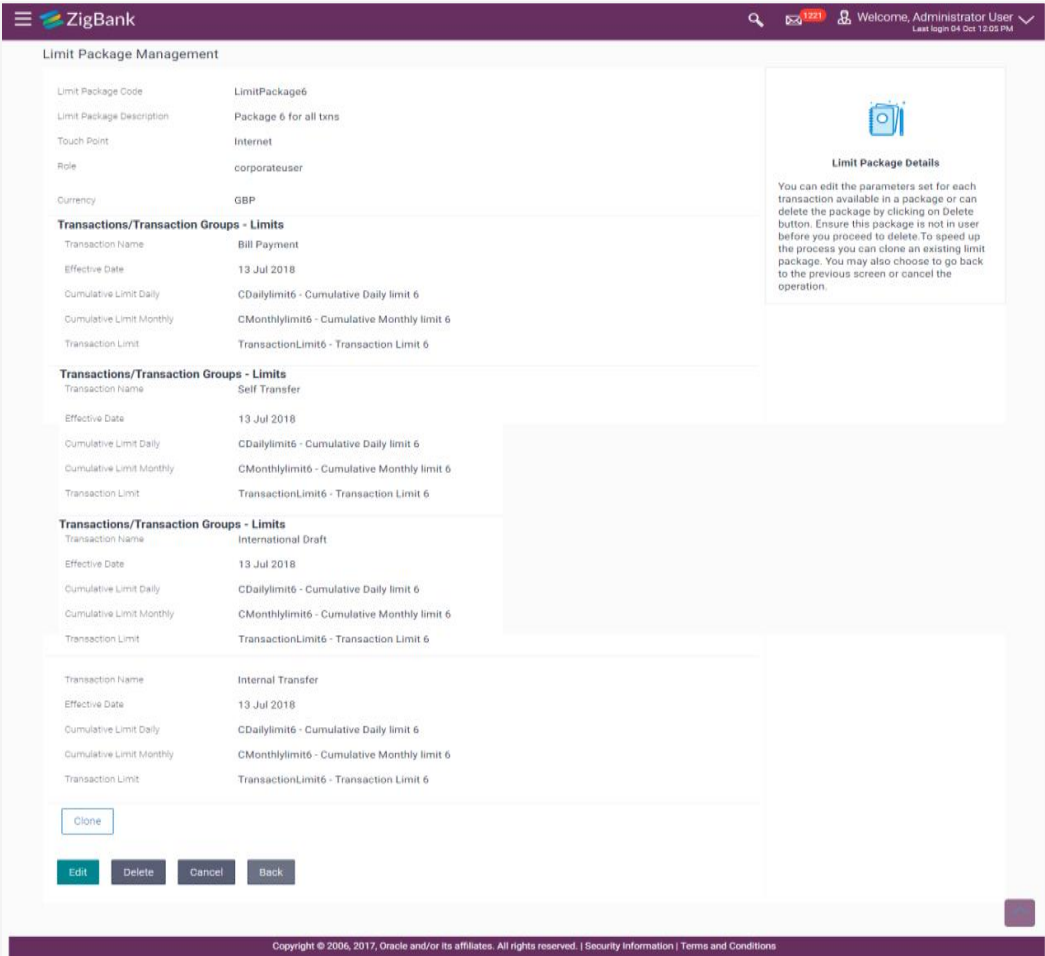 ZigBank
1221
Welcome, Administrator User
Last login 04 Oct 12:05 PM
Limit Package Management
Limit Package Code LimitPackage6
Limit Package Description Package 6 for all txns
Touch Point Internet
Role corporateuser
Currency GBP
Transactions/Transaction Groups - Limits
Transaction Name Bill Payment
Effective Date 13 Jul 2018
Cumulative Limit Daily CDailylimit6 - Cumulative Daily limit 6
Cumulative Limit Monthly CMonthlylimit6 - Cumulative Monthly limit 6
Transaction Limit TransactionLimit6 - Transaction Limit 6
Transactions/Transaction Groups - Limits
Transaction Name Self Transfer
Effective Date 13 Jul 2018
Cumulative Limit Daily CDailylimit6 - Cumulative Daily limit 6
Cumulative Limit Monthly CMonthlylimit6 - Cumulative Monthly limit 6
Transaction Limit TransactionLimit6 - Transaction Limit 6
Transactions/Transaction Groups - Limits
Transaction Name International Draft
Effective Date 13 Jul 2018
Cumulative Limit Daily CDailylimit6 - Cumulative Daily limit 6
Cumulative Limit Monthly CMonthlylimit6 - Cumulative Monthly limit 6
Transaction Limit TransactionLimit6 - Transaction Limit 6
Transaction Name Internal Transfer
Effective Date 13 Jul 2018
Cumulative Limit Daily CDailylimit6 - Cumulative Daily limit 6
Cumulative Limit Monthly CMonthlylimit6 - Cumulative Monthly limit 6
Transaction Limit TransactionLimit6 - Transaction Limit 6
Clone
Edit Delete Cancel Back
Limit Package Details
You can edit the parameters set for each
transaction available in a package or can
delete the package by clicking on Delete
button. Ensure this package is not in user
before you proceed to delete.To speed up
the process you can clone an existing limit
package. You may also choose to go back
to the previous screen or cancel the
operation.
Copyright © 2006, 2017, Oracle and/or its affiliates. All rights reserved. | Security Information | Terms and Conditions